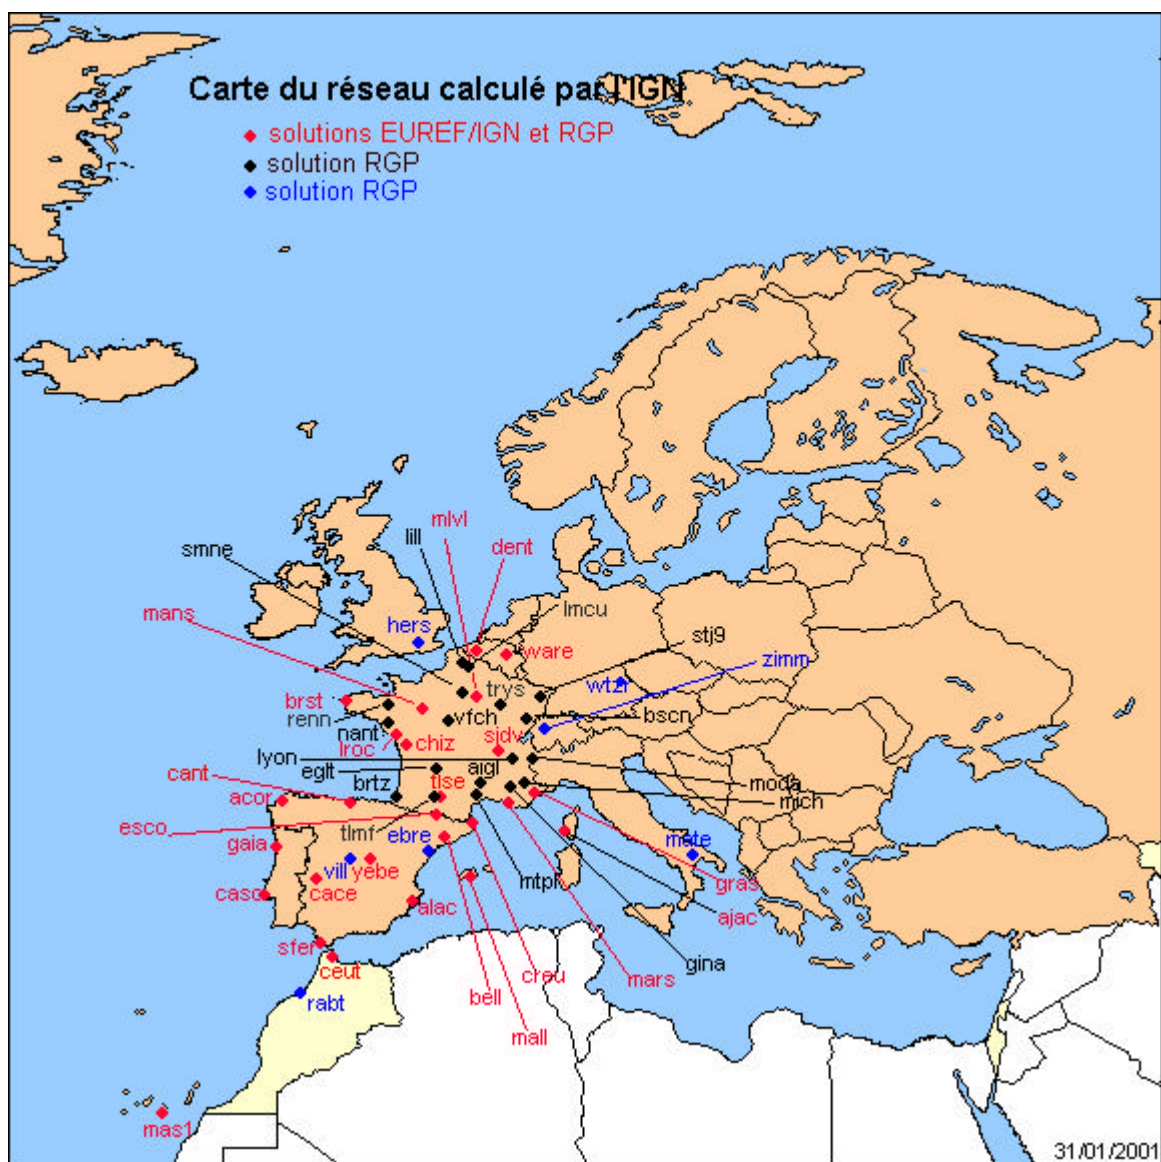 Carte du réseau calculé par l'IGN
solutions EUREF/IGN et RGP
solution RGP
solution RGP
mlvl
lill
smne
dent
lmcu
mans
hers
stj9
ware
zimm
wtzr
trys
brst
renn
vfch
bscn
nant
sjdv
lroc
chiz
lyon
eglt
aigl
moda
cant
tlse
brtz
mich
acor
esco
tlmf
ebre
mate
gaia
vill
yebe
mtpl
gras
casc
cace
alac
ajac
sfer
ceut
creu
mars
gina
bell
rabt
mall
mas1
31/01/2001